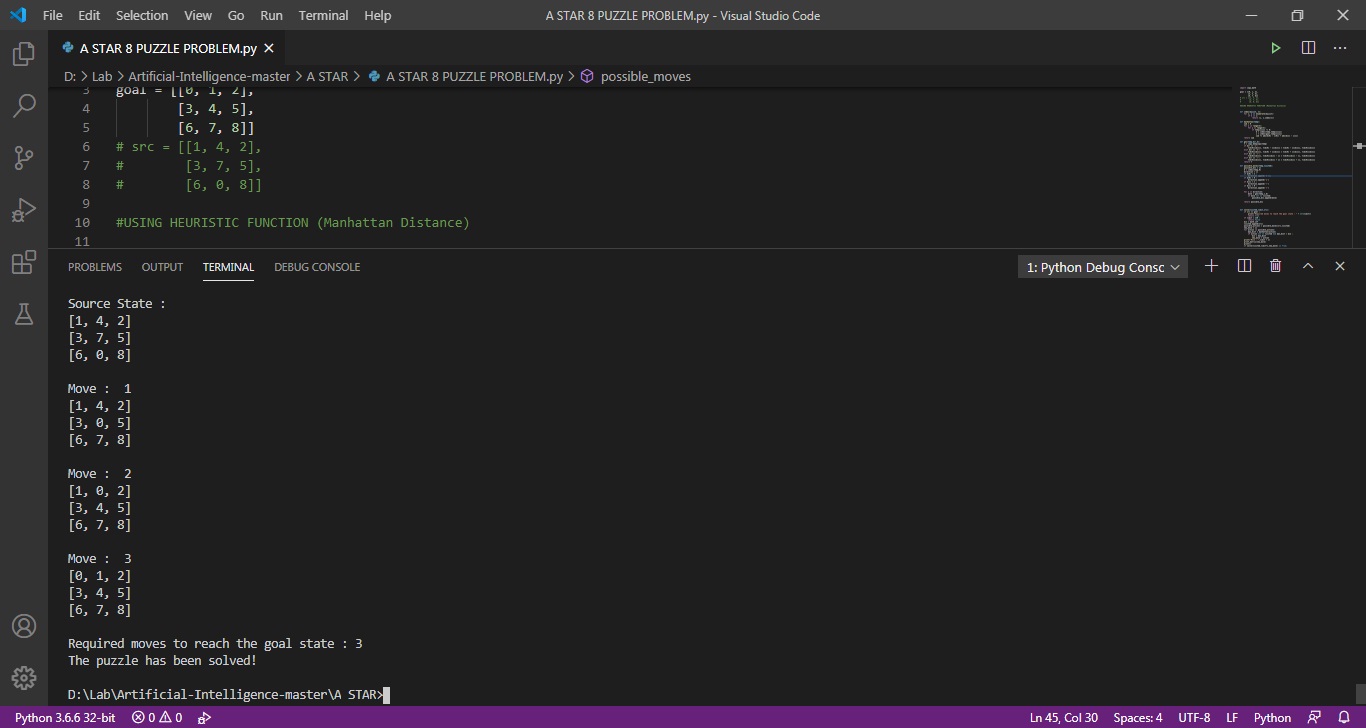 File Edit Selection View Go Run Terminal Help A STAR 8 PUZZLE PROBLEM.py - Visual Studio Code
A STAR 8 PUZZLE PROBLEM.py
D: > Lab > Artificial-Intelligence-master > A STAR > A STAR 8 PUZZLE PROBLEM.py > possible_moves
3 goal = [[0, 1, 2],
4 [3, 4, 5],
5 [6, 7, 8]]
6 # src = [[1, 4, 2],
7 # [3, 7, 5],
8 # [6, 0, 8]]
9
10 #USING HEURISTIC FUNCTION (Manhattan Distance)
11
PROBLEMS OUTPUT TERMINAL DEBUG CONSOLE 1: Python Debug Consc
Source State :
[1, 4, 2]
[3, 7, 5]
[6, 0, 8]
Move : 1
[1, 4, 2]
[3, 0, 5]
[6, 7, 8]
Move : 2
[1, 0, 2]
[3, 4, 5]
[6, 7, 8]
Move : 3
[0, 1, 2]
[3, 4, 5]
[6, 7, 8]
Required moves to reach the goal state : 3
The puzzle has been solved!
D:\Lab\Artificial-Intelligence-master\A STAR>
Python 3.6.6 32-bit 0 0 Ln 45, Col 30 Spaces: 4 UTF-8 LF Python